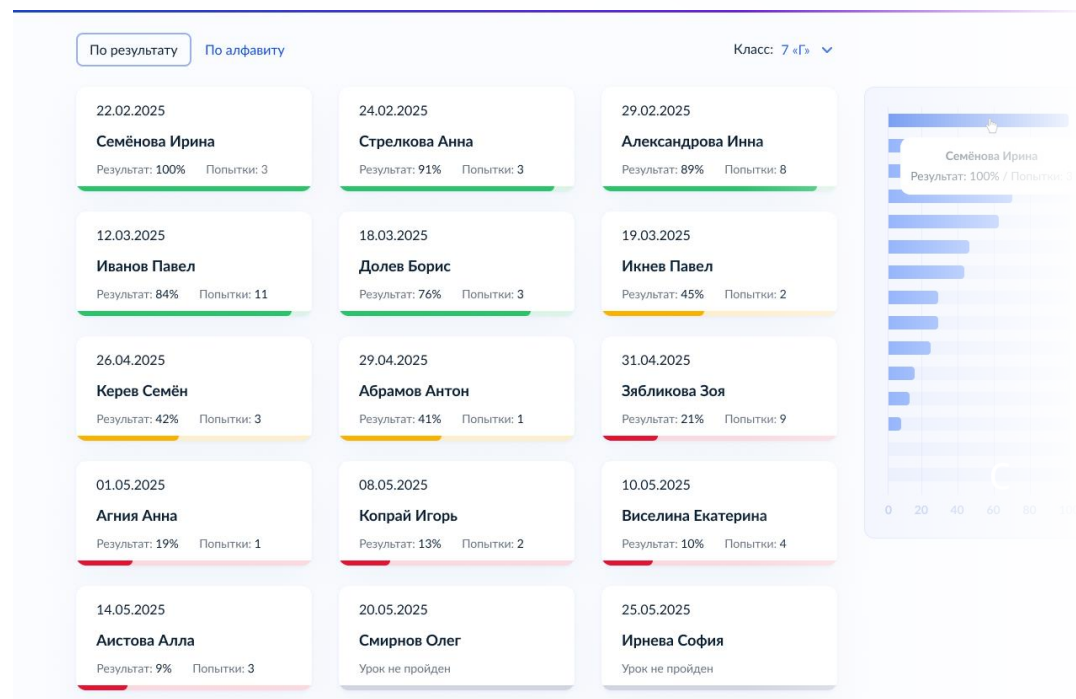 По результату
По алфавиту
Класс: 7 «Г»
22.02.2025
Семёнова Ирина
Результат: 100% Попытки: 3
24.02.2025
Стрелкова Анна
Результат: 91% Попытки: 3
29.02.2025
Александрова Инна
Результат: 89% Попытки: 8
12.03.2025
Иванов Павел
Результат: 84% Попытки: 11
18.03.2025
Долев Борис
Результат: 76% Попытки: 3
19.03.2025
Икнев Павел
Результат: 45% Попытки: 2
26.04.2025
Керев Семён
Результат: 42% Попытки: 3
29.04.2025
Абрамов Антон
Результат: 41% Попытки: 1
31.04.2025
Зябликова Зоя
Результат: 21% Попытки: 9
01.05.2025
Агния Анна
Результат: 19% Попытки: 1
08.05.2025
Копрай Игорь
Результат: 13% Попытки: 2
10.05.2025
Виселина Екатерина
Результат: 10% Попытки: 4
14.05.2025
Аистова Алла
Результат: 9% Попытки: 3
20.05.2025
Смирнов Олег
Урок не пройден
25.05.2025
Ирнева София
Урок не пройден
Семёнова Ирина
Результат: 100% / Попытки: 3
0 20 40 60 80